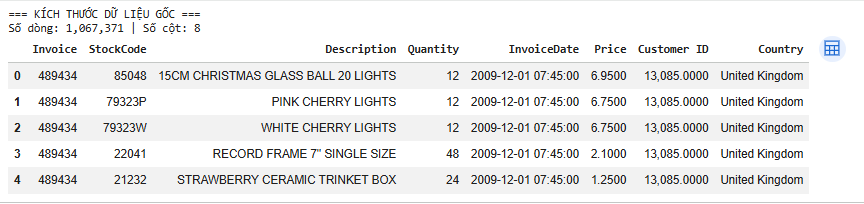 === KÍCH THƯỚC DỮ LIỆU GỐC ===
Số dòng: 1,067,371 | Số cột: 8
Invoice StockCode Description Quantity InvoiceDate Price Customer ID Country
0 489434 85048 15CM CHRISTMAS GLASS BALL 20 LIGHTS 12 2009-12-01 07:45:00 6.9500 13,085.0000 United Kingdom
1 489434 79323P PINK CHERRY LIGHTS 12 2009-12-01 07:45:00 6.7500 13,085.0000 United Kingdom
2 489434 79323W WHITE CHERRY LIGHTS 12 2009-12-01 07:45:00 6.7500 13,085.0000 United Kingdom
3 489434 22041 RECORD FRAME 7" SINGLE SIZE 48 2009-12-01 07:45:00 2.1000 13,085.0000 United Kingdom
4 489434 21232 STRAWBERRY CERAMIC TRINKET BOX 24 2009-12-01 07:45:00 1.2500 13,085.0000 United Kingdom